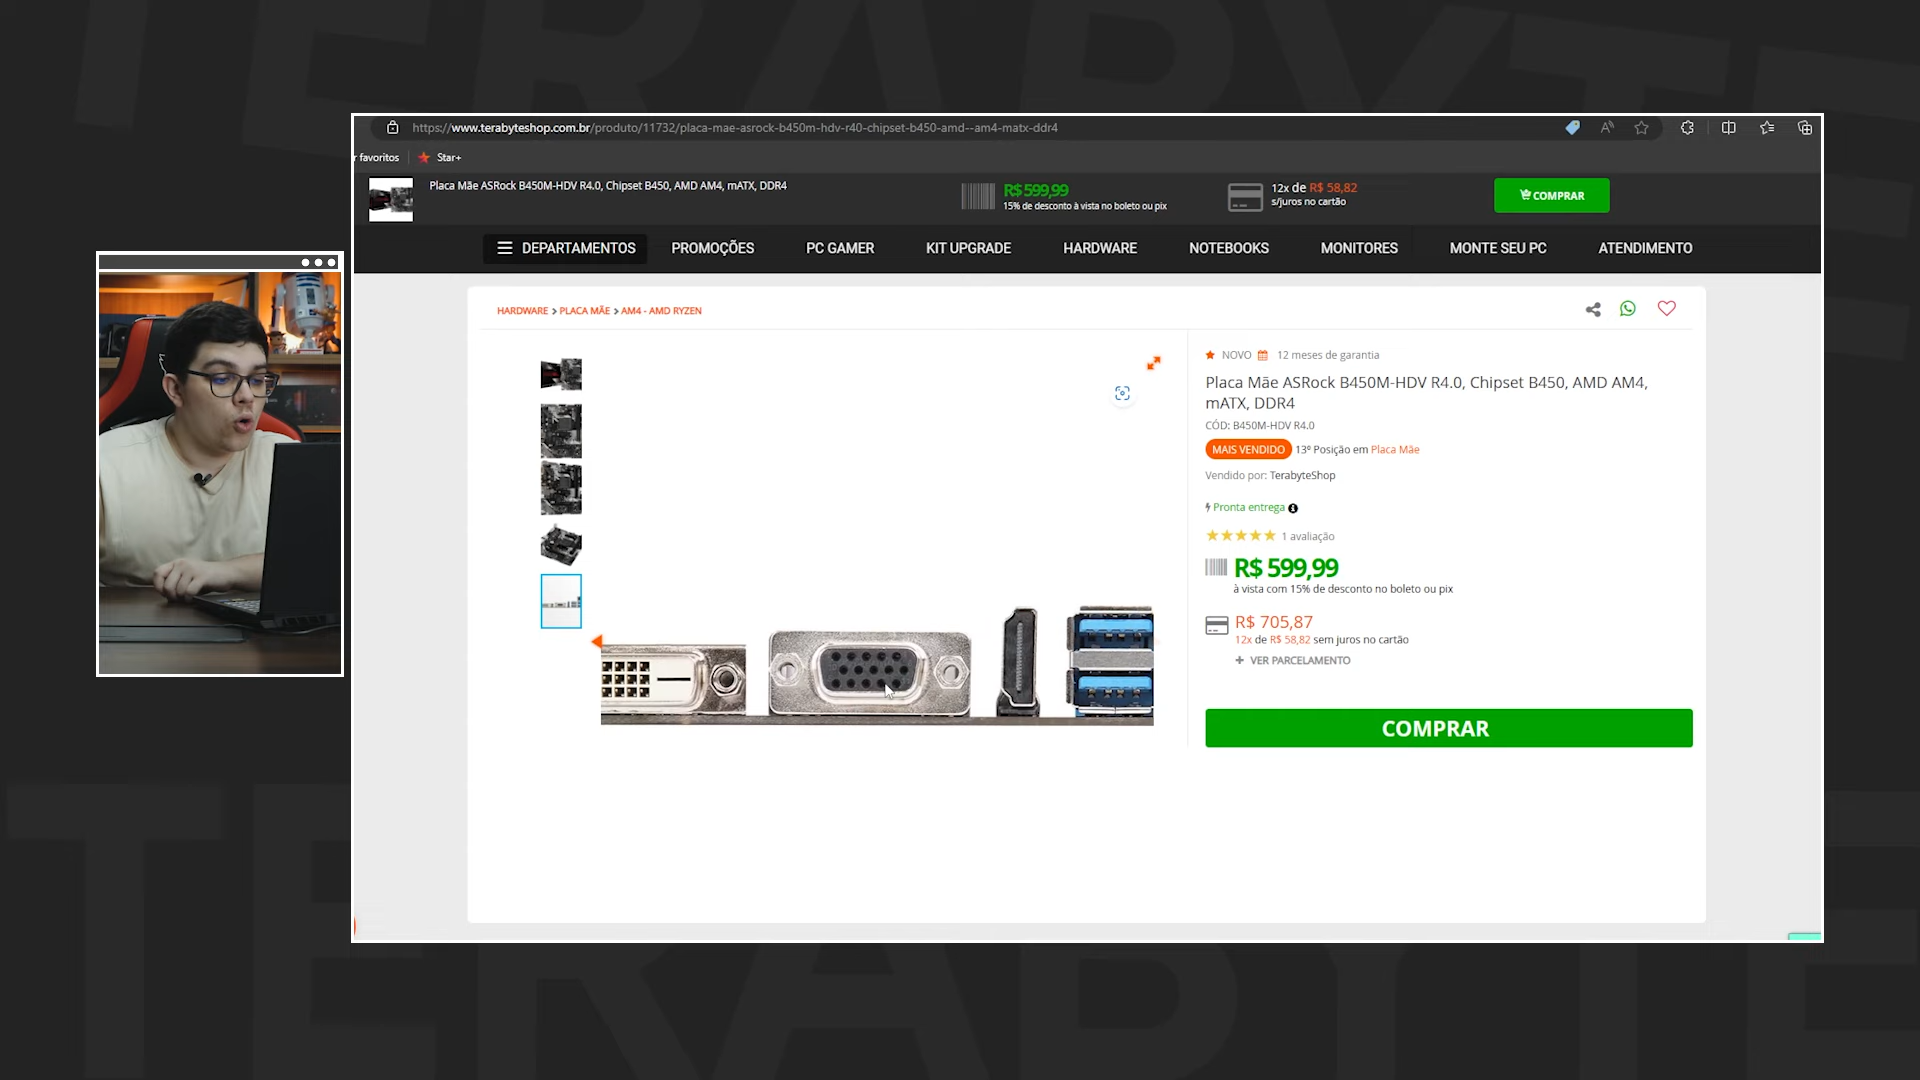 TERABYTE
https://www.terabyteshop.com.br/produto/11732/placa-mae-asrock-b450m-hdv-r40-chipset-b450-amd--am4-matx-ddr4
r favoritos
Star+
Placa Mãe ASRock B450M-HDV R4.0, Chipset B450, AMD AM4, mATX, DDR4
R$ 599,99
15% de desconto à vista no boleto ou pix
12x de R$ 58,82
s/juros no cartão
COMPRAR
DEPARTAMENTOS PROMOÇÕES PC GAMER KIT UPGRADE HARDWARE NOTEBOOKS MONITORES MONTE SEU PC ATENDIMENTO
HARDWARE > PLACA MÃE > AM4 - AMD RYZEN
NOVO 12 meses de garantia
Placa Mãe ASRock B450M-HDV R4.0, Chipset B450, AMD AM4,
mATX, DDR4
CÓD: B450M-HDV R4.0
MAIS VENDIDO 13º Posição em Placa Mãe
Vendido por: TerabyteShop
Pronta entrega
1 avaliação
R$ 599,99
à vista com 15% de desconto no boleto ou pix
R$ 705,87
12x de R$ 58,82 sem juros no cartão
+ VER PARCELAMENTO
COMPRAR
TERABYTE